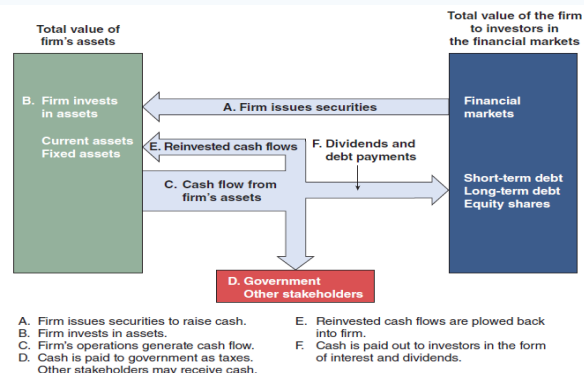 Total value of
firm's assets
Total value of the firm
to investors in
the financial markets
B. Firm invests
in assets
Current assets
Fixed assets
A. Firm issues securities
Financial
markets
E. Reinvested cash flows
F. Dividends and
debt payments
C. Cash flow from
firm's assets
Short-term debt
Long-term debt
Equity shares
D. Government
Other stakeholders
A. Firm issues securities to raise cash.
B. Firm invests in assets.
C. Firm's operations generate cash flow.
D. Cash is paid to government as taxes.
Other stakeholders may receive cash.
E. Reinvested cash flows are plowed back
into firm.
F. Cash is paid out to investors in the form
of interest and dividends.